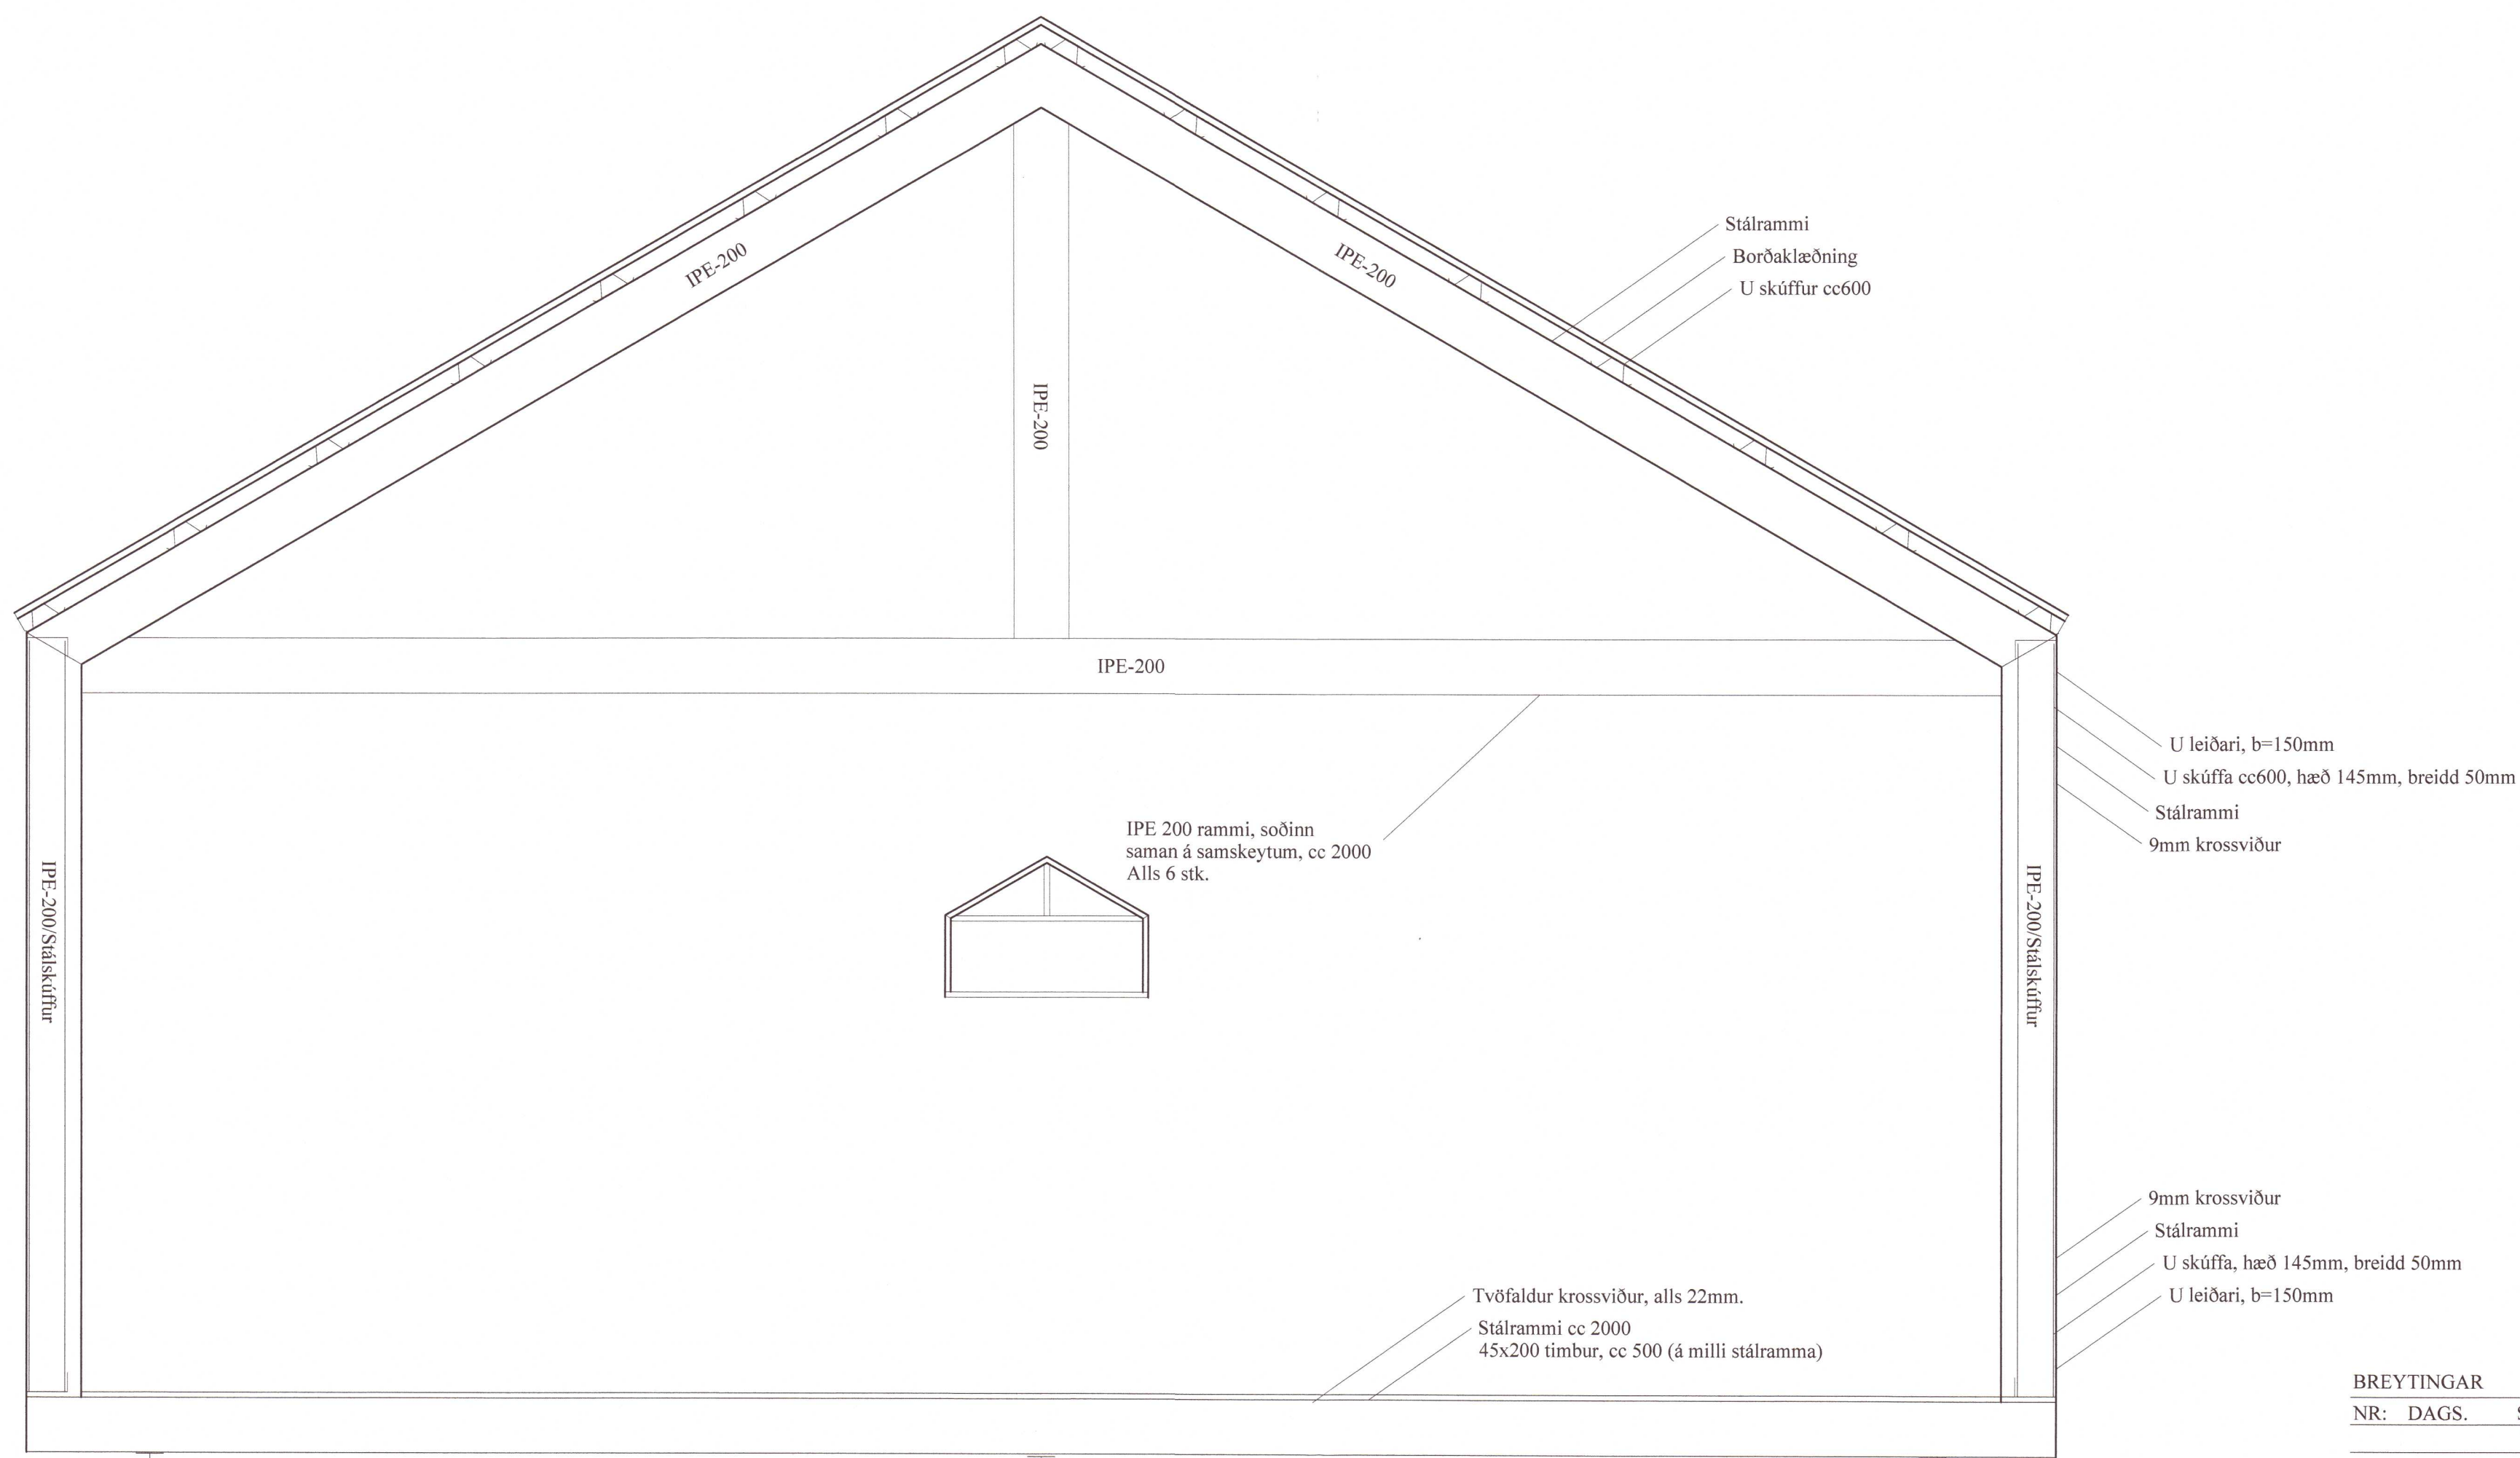 Stálrammi
Borðaklæðning
U skúffur cc600
IPE-200
IPE-200
IPE-200
IPE-200
U leiðari, b=150mm
U skúffa cc600, hæð 145mm, breidd 50mm
Stálrammi
9mm krossviður
IPE 200 rammi, soðinn
saman á samskeytum, cc 2000
Alls 6 stk.
IPE-200/Stálskúffur
IPE-200/Stálskúffur
9mm krossviður
Stálrammi
U skúffa, hæð 145mm, breidd 50mm
U leiðari, b=150mm
Tvöfaldur krossviður, alls 22mm.
Stálrammi cc 2000
45x200 timbur, cc 500 (á milli stálramma)
BREYTINGAR
NR: DAGS.